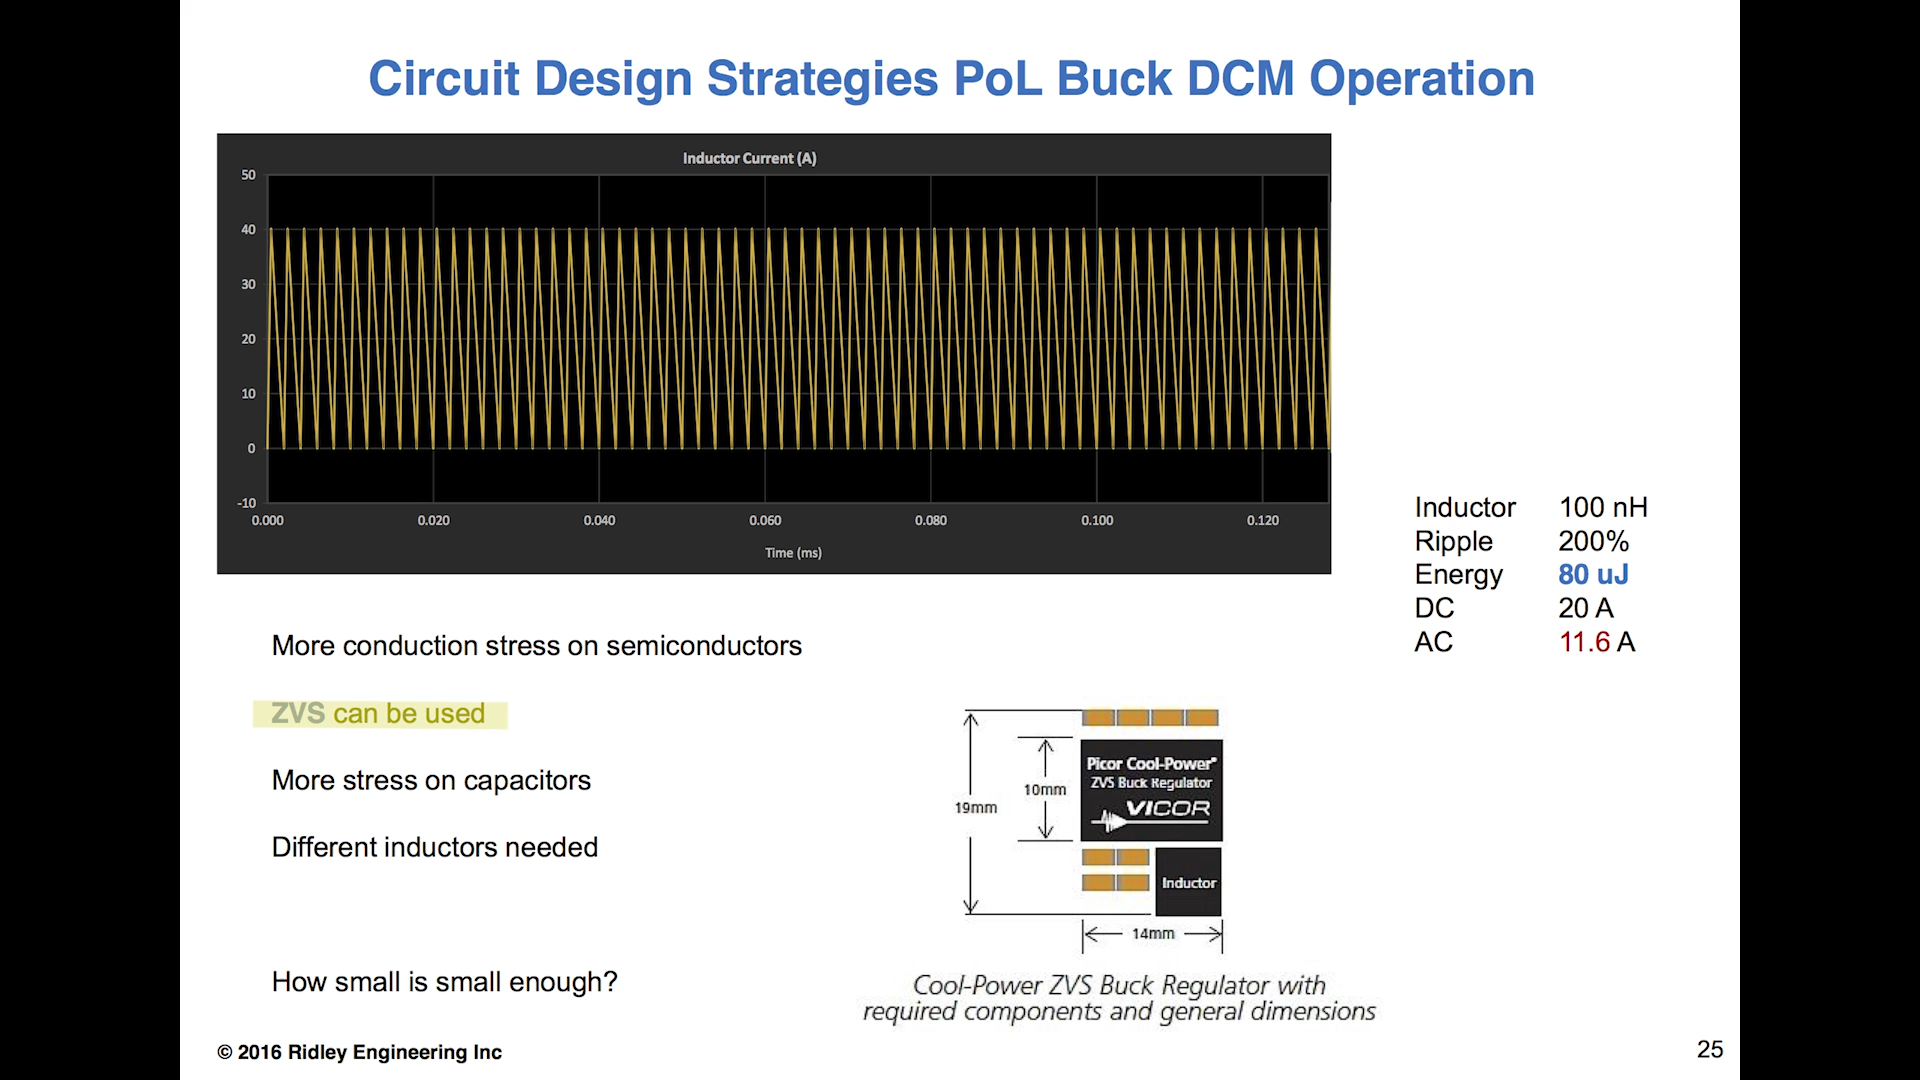 Circuit Design Strategies PoL Buck DCM Operation
Inductor Current (A)
50
40
30
20
10
0
-10
0.000 0.020 0.040 0.060 0.080 0.100 0.120
Time (ms)
Inductor 100 nH
Ripple 200%
Energy 80 uJ
DC 20 A
AC 11.6 A
More conduction stress on semiconductors
ZVS can be used
More stress on capacitors
Different inductors needed
How small is small enough?
19mm
10mm
Picor Cool-Power®
ZVS Buck Regulator
VICOR
Inductor
14mm
Cool-Power ZVS Buck Regulator with
required components and general dimensions
© 2016 Ridley Engineering Inc
25